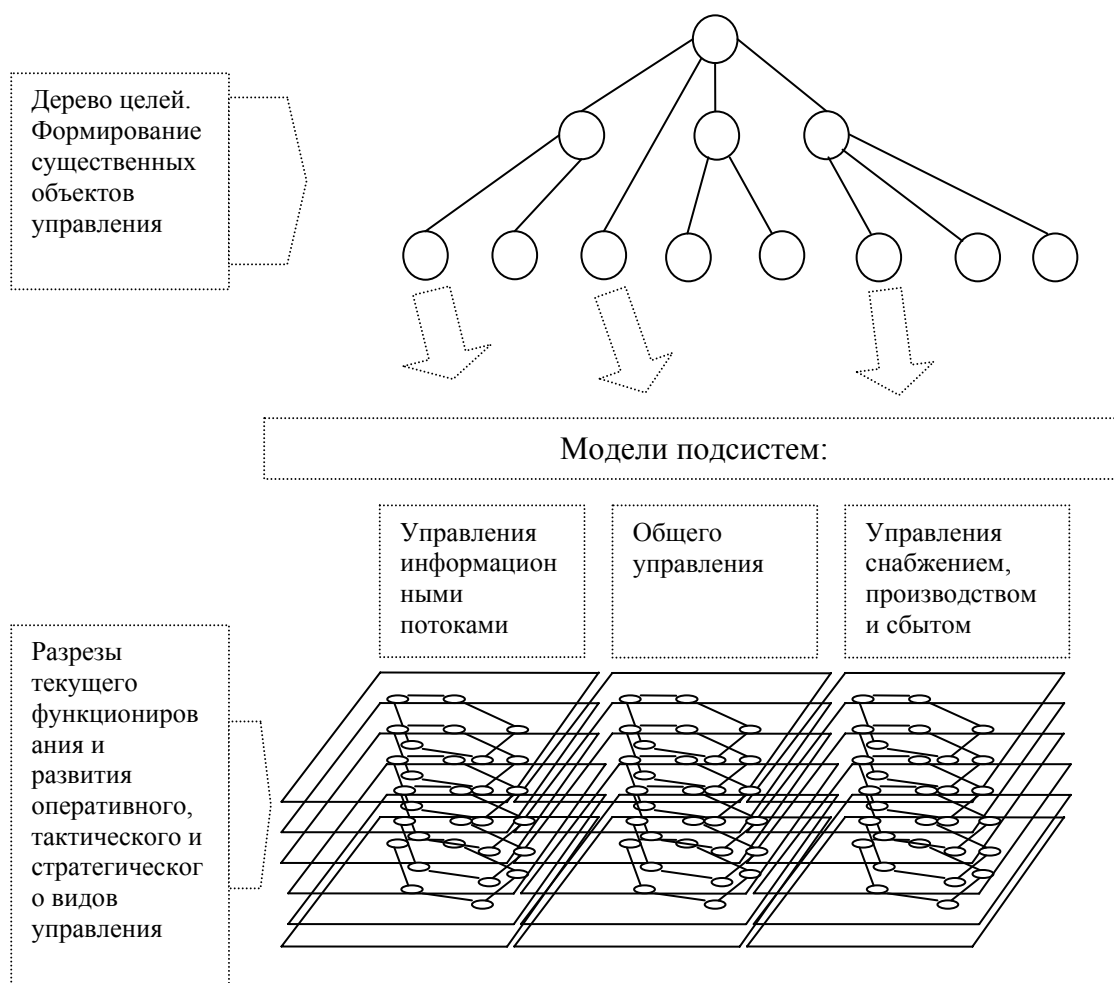 Дерево целей.
Формирование
существенных
объектов
управления
Модели подсистем:
Управления
информацион
ными
потоками
Общего
управления
Управления
снабжением,
производством
и сбытом
Разрезы
текущего
функциониров
ания и
развития
оперативного,
тактического и
стратегическог
о видов
управления